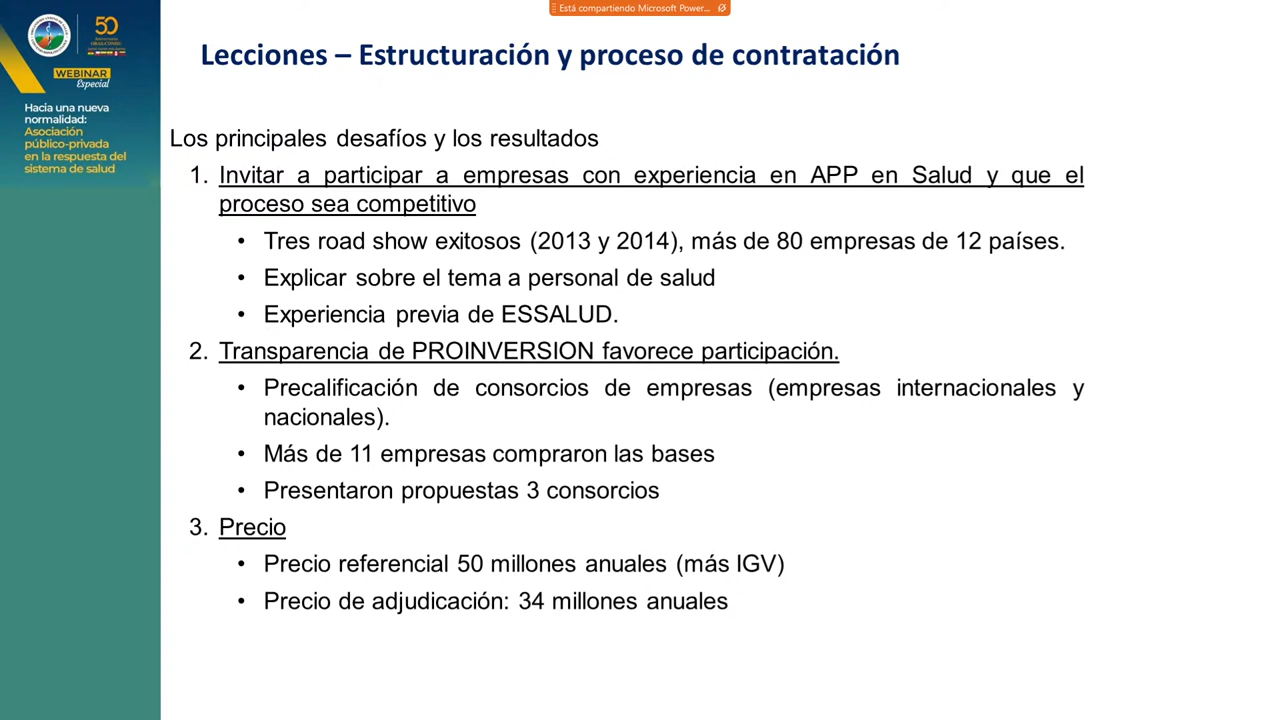 Está compartiendo Microsoft Power...
50
WEBINAR
Especial
Hacia una nueva
normalidad:
Asociación
público-privada
en la respuesta del
sistema de salud
Lecciones – Estructuración y proceso de contratación
Los principales desafíos y los resultados
1. Invitar a participar a empresas con experiencia en APP en Salud y que el
proceso sea competitivo
• Tres road show exitosos (2013 y 2014), más de 80 empresas de 12 países.
• Explicar sobre el tema a personal de salud
• Experiencia previa de ESSALUD.
2. Transparencia de PROINVERSION favorece participación.
• Precalificación de consorcios de empresas (empresas internacionales y
nacionales).
• Más de 11 empresas compraron las bases
• Presentaron propuestas 3 consorcios
3. Precio
• Precio referencial 50 millones anuales (más IGV)
• Precio de adjudicación: 34 millones anuales